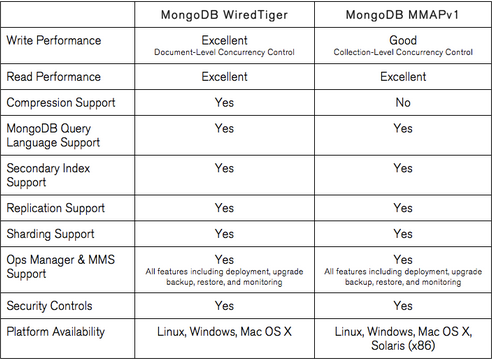 MongoDB WiredTiger MongoDB MMAPv1
Write Performance Excellent Good
Document-Level Concurrency Control Collection-Level Concurrency Control
Read Performance Excellent Excellent
Compression Support Yes No
MongoDB Query Yes Yes
Language Support
Secondary Index Yes Yes
Support
Replication Support Yes Yes
Sharding Support Yes Yes
Ops Manager & MMS Yes Yes
Support All features including deployment, upgrade All features including deployment, upgrade
backup, restore, and monitoring backup, restore, and monitoring
Security Controls Yes Yes
Platform Availability Linux, Windows, Mac OS X Linux, Windows, Mac OS X,
Solaris (x86)